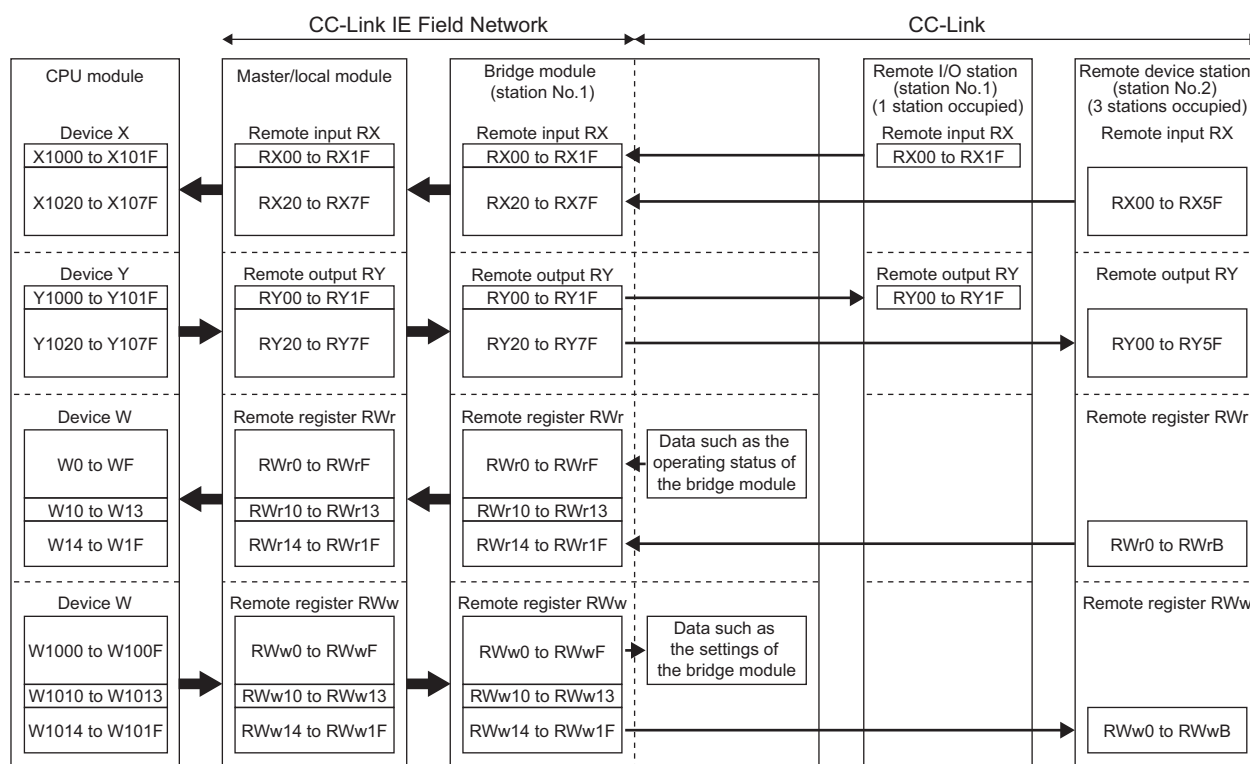 CC-Link IE Field Network
CC-Link
CPU module
Master/local module
Bridge module
(station No.1)
Remote I/O station
(station No.1)
(1 station occupied)
Remote device station
(station No.2)
(3 stations occupied)
Device X
Remote input RX
Remote input RX
Remote input RX
Remote input RX
X1000 to X101F
RX00 to RX1F
RX00 to RX1F
RX00 to RX1F
X1020 to X107F
RX20 to RX7F
RX20 to RX7F
RX00 to RX5F
Device Y
Remote output RY
Remote output RY
Remote output RY
Remote output RY
Y1000 to Y101F
RY00 to RY1F
RY00 to RY1F
RY00 to RY1F
Y1020 to Y107F
RY20 to RY7F
RY20 to RY7F
RY00 to RY5F
Device W
Remote register RWr
Remote register RWr
Remote register RWr
W0 to WF
RWr0 to RWrF
RWr0 to RWrF
Data such as the
operating status of
the bridge module
W10 to W13
RWr10 to RWr13
RWr10 to RWr13
W14 to W1F
RWr14 to RWr1F
RWr14 to RWr1F
RWr0 to RWrB
Device W
Remote register RWw
Remote register RWw
Remote register RWw
W1000 to W100F
RWw0 to RWwF
RWw0 to RWwF
Data such as
the settings of
the bridge module
W1010 to W1013
RWw10 to RWw13
RWw10 to RWw13
W1014 to W101F
RWw14 to RWw1F
RWw14 to RWw1F
RWw0 to RWwB